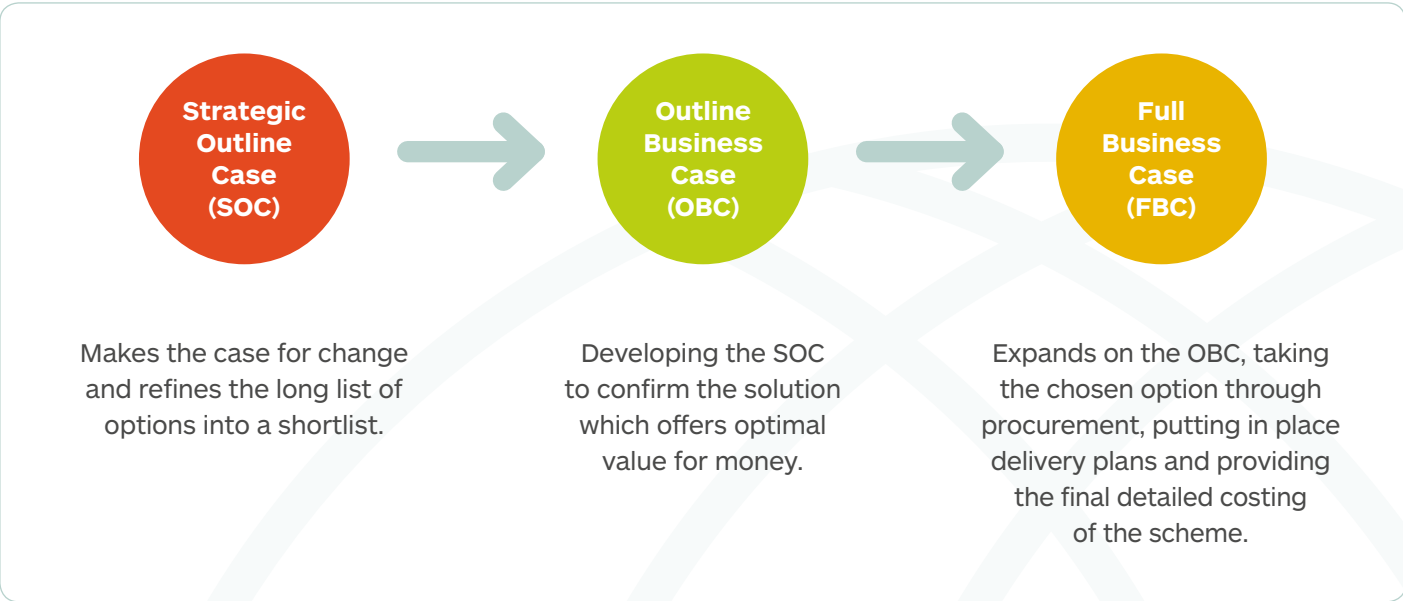 Strategic
Outline
Case
(SOC)
Outline
Business
Case
(OBC)
Full
Business
Case
(FBC)
Makes the case for change
and refines the long list of
options into a shortlist.
Developing the SOC
to confirm the solution
which offers optimal
value for money.
Expands on the OBC, taking
the chosen option through
procurement, putting in place
delivery plans and providing
the final detailed costing
of the scheme.